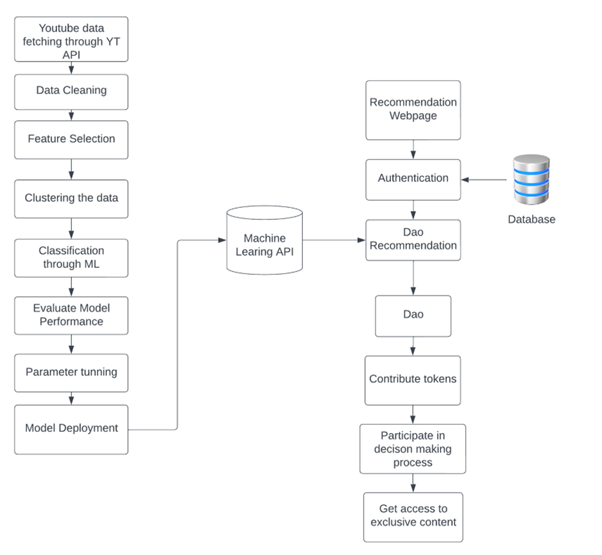 Youtube data
fetching through YT
API
Data Cleaning
Feature Selection
Clustering the data
Classification
through ML
Evaluate Model
Performance
Parameter tunning
Model Deployment
Machine
Learing API
Recommendation
Webpage
Authentication
Database
Dao
Recommendation
Dao
Contribute tokens
Participate in
decison making
process
Get access to
exclusive content